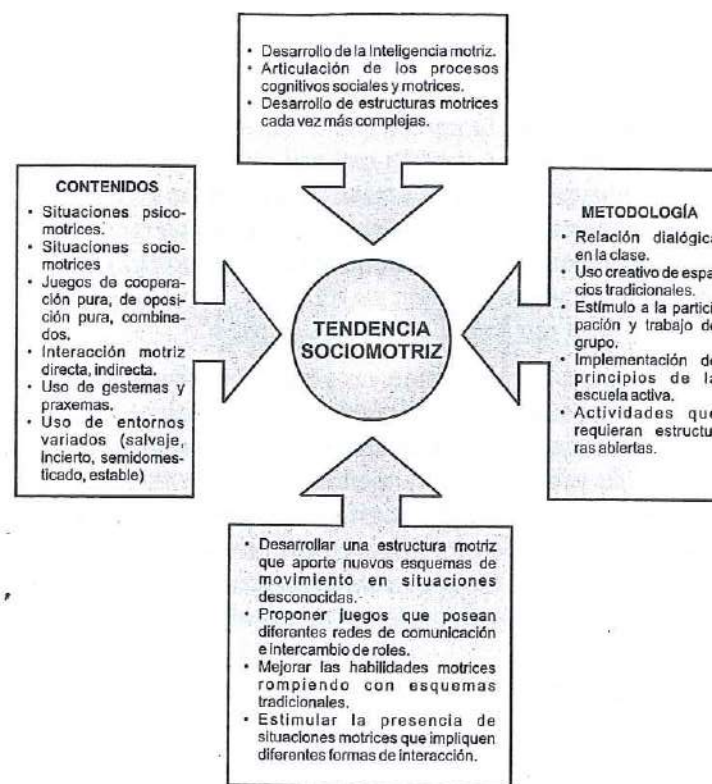 • Desarrollo de la Inteligencia motriz.
• Articulación de los procesos
cognitivos sociales y motrices.
• Desarrollo de estructuras motrices
cada vez más complejas.
CONTENIDOS
• Situaciones psico-
motrices.
• Situaciones socio-
motrices
• Juegos de coopera-
ción pura, de oposi-
ción pura, combina-
dos.
• Interacción motriz
directa, indirecta.
• Uso de gestemas y
praxemas.
• Uso de entornos
variados (salvaje,
incierto, semidomes-
ticado, estable)
TENDENCIA
SOCIOMOTRIZ
METODOLOGÍA
• Relación dialógica
en la clase.
• Uso creativo de espa
cios tradicionales.
• Estímulo a la partici
pación y trabajo de
grupo.
• Implementación de
principios de la
escuela activa.
• Actividades que
requieran estructu
ras abiertas.
• Desarrollar una estructura motriz
que aporte nuevos esquemas de
movimiento en situaciones
desconocidas.
• Proponer juegos que posean
diferentes redes de comunicación
e intercambio de roles.
• Mejorar las habilidades motrices
rompiendo con esquemas
tradicionales.
• Estimular la presencia de
situaciones motrices que impliquen
diferentes formas de interacción.